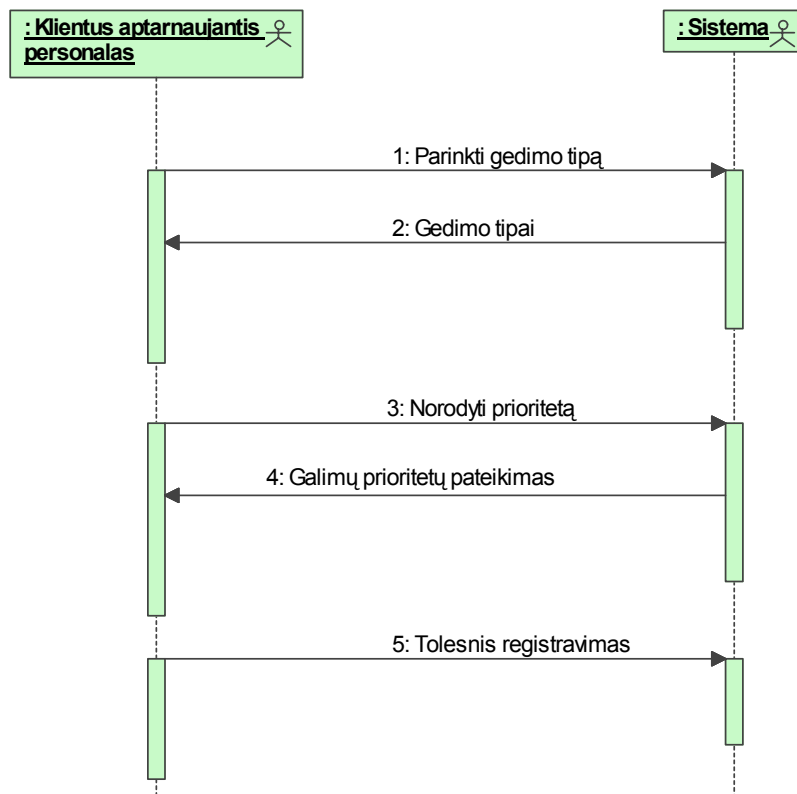 : Klientus aptarnaujantis
personalas
: Sistema
1: Parinkti gedimo tipą
2: Gedimo tipai
3: Norodyti prioritetą
4: Galimų prioritetų pateikimas
5: Tolesnis registravimas